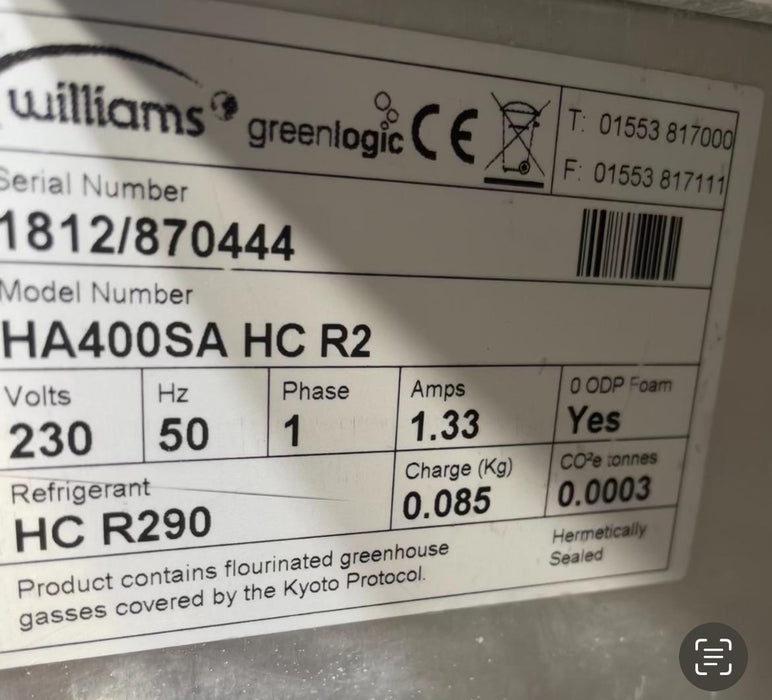 williams greenlogic CE
T: 01553 817000
F: 01553 817111
Serial Number
1812/870444
Model Number
HA400SA HC R2
Volts Hz Phase Amps 0 ODP Foam
230 50 1 1.33 Yes
Refrigerant Charge (Kg) CO²e tonnes
HC R290 0.085 0.0003
Product contains flourinated greenhouse
gasses covered by the Kyoto Protocol.
Hermetically
Sealed